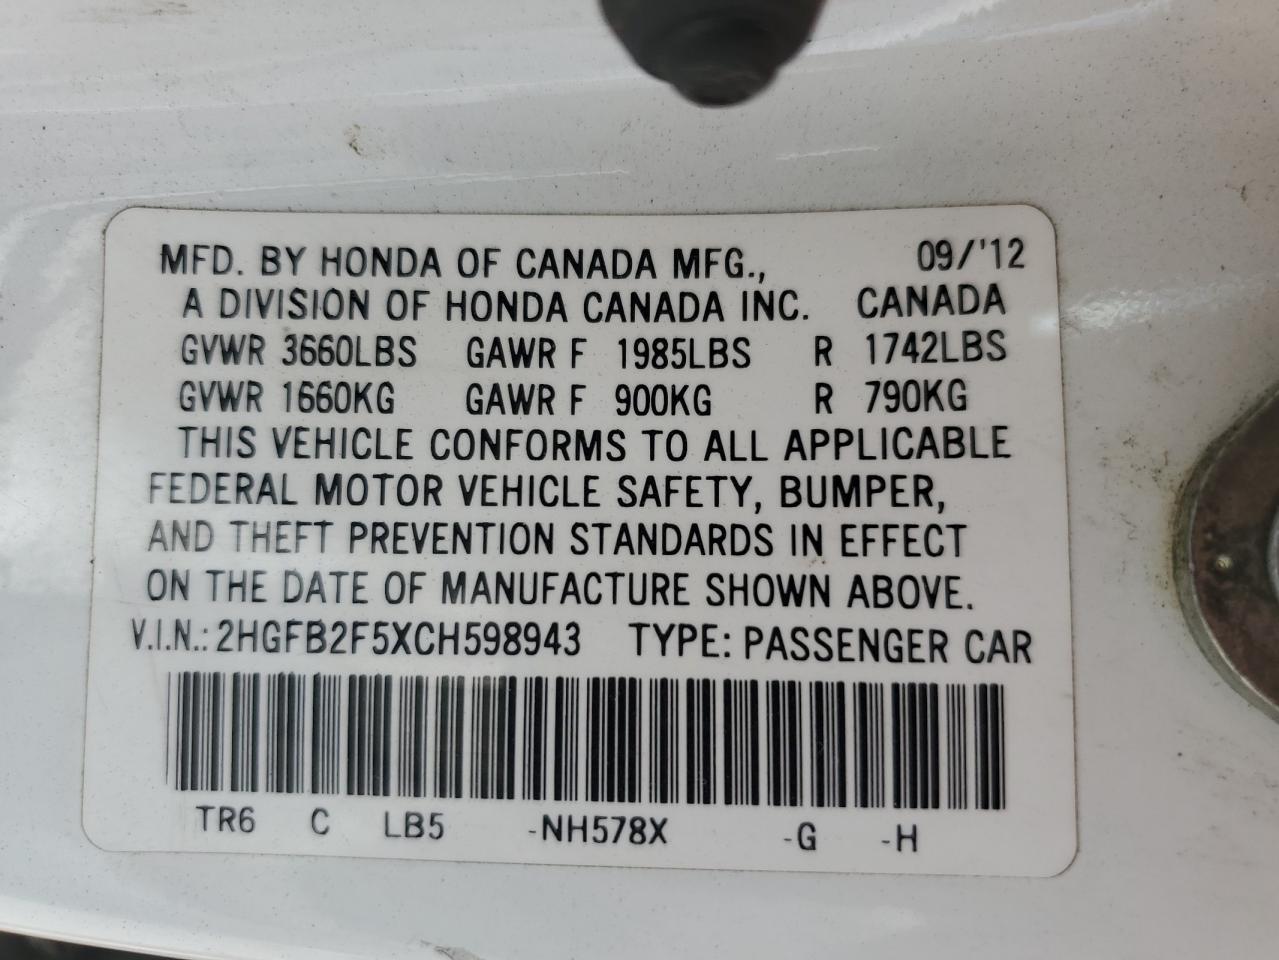 MFD. BY HONDA OF CANADA MFG., 09/'12
A DIVISION OF HONDA CANADA INC. CANADA
GVWR 3660LBS GAWR F 1985LBS R 1742LBS
GVWR 1660KG GAWR F 900KG R 790KG
THIS VEHICLE CONFORMS TO ALL APPLICABLE
FEDERAL MOTOR VEHICLE SAFETY, BUMPER,
AND THEFT PREVENTION STANDARDS IN EFFECT
ON THE DATE OF MANUFACTURE SHOWN ABOVE.
V.I.N.: 2HGFB2F5XCH598943 TYPE: PASSENGER CAR
TR6 C LB5 -NH578X -G -H